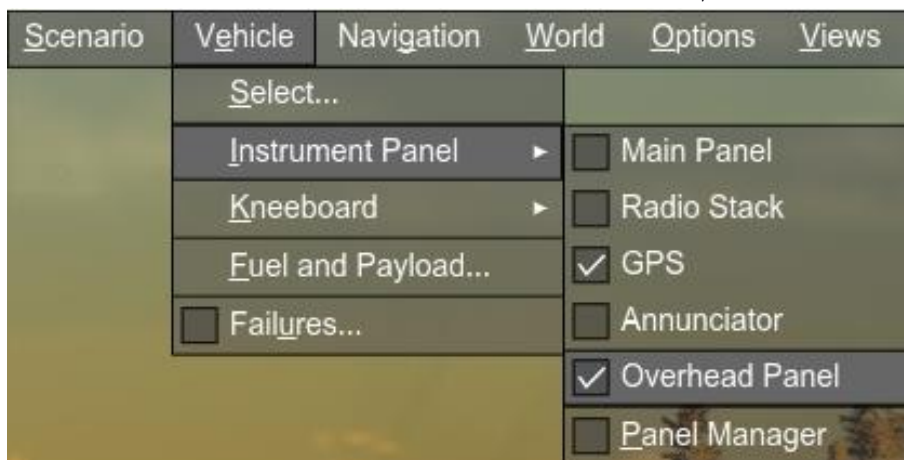 Scenario Vehicle Navigation World Options Views
Select...
Instrument Panel
Kneeboard
Fuel and Payload...
Failures...
Main Panel
Radio Stack
GPS
Annunciator
Overhead Panel
Panel Manager